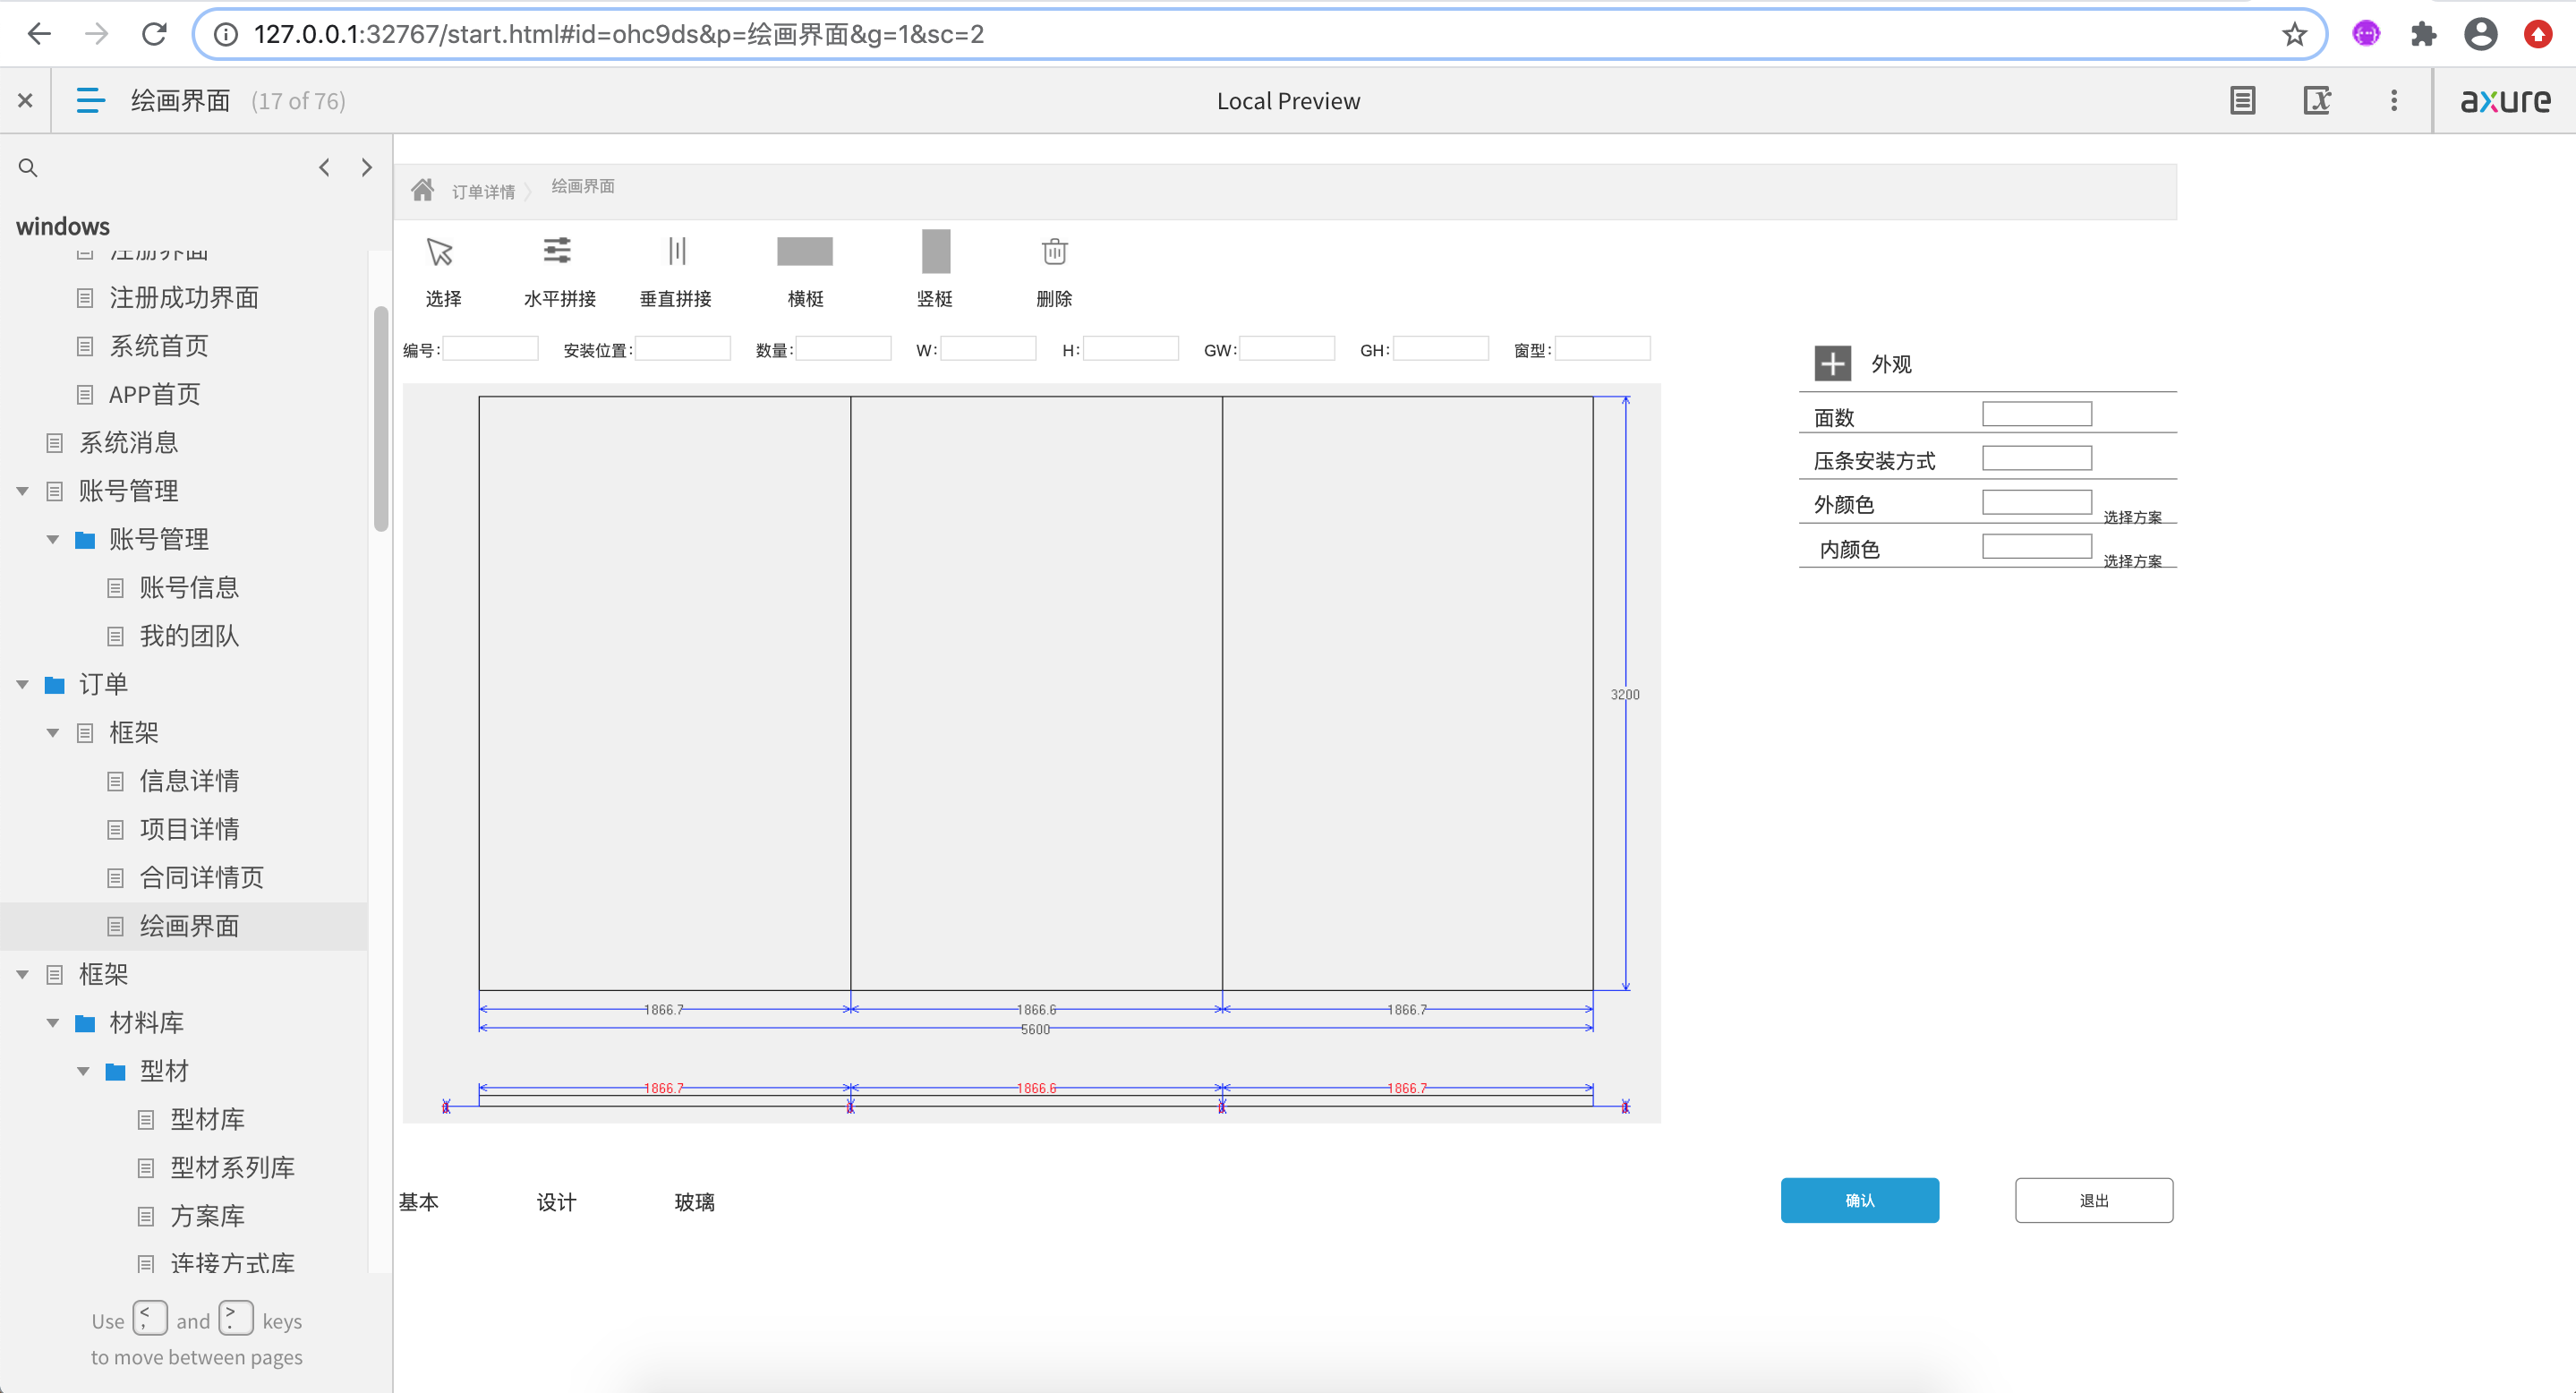 127.0.0.1:32767/start.html#id=ohc9ds&p=绘画界面&g=1&sc=2
绘画界面 (17 of 76)
Local Preview
axure
windows
注册界面
注册成功界面
系统首页
APP首页
系统消息
账号管理
账号管理
账号信息
我的团队
订单
框架
信息详情
项目详情
合同详情页
绘画界面
框架
材料库
型材
型材库
型材系列库
方案库
连接方式库
Use < , and > . keys
to move between pages
订单详情 绘画界面
选择 水平拼接 垂直拼接 横梃 竖梃 删除
编号: 安装位置: 数量: W: H: GW: GH: 窗型:
3200
1866.7 1866.6 1866.7
5600
1866.7 1866.6 1866.7
外观
面数
压条安装方式
外颜色 选择方案
内颜色 选择方案
基本 设计 玻璃
确认 退出